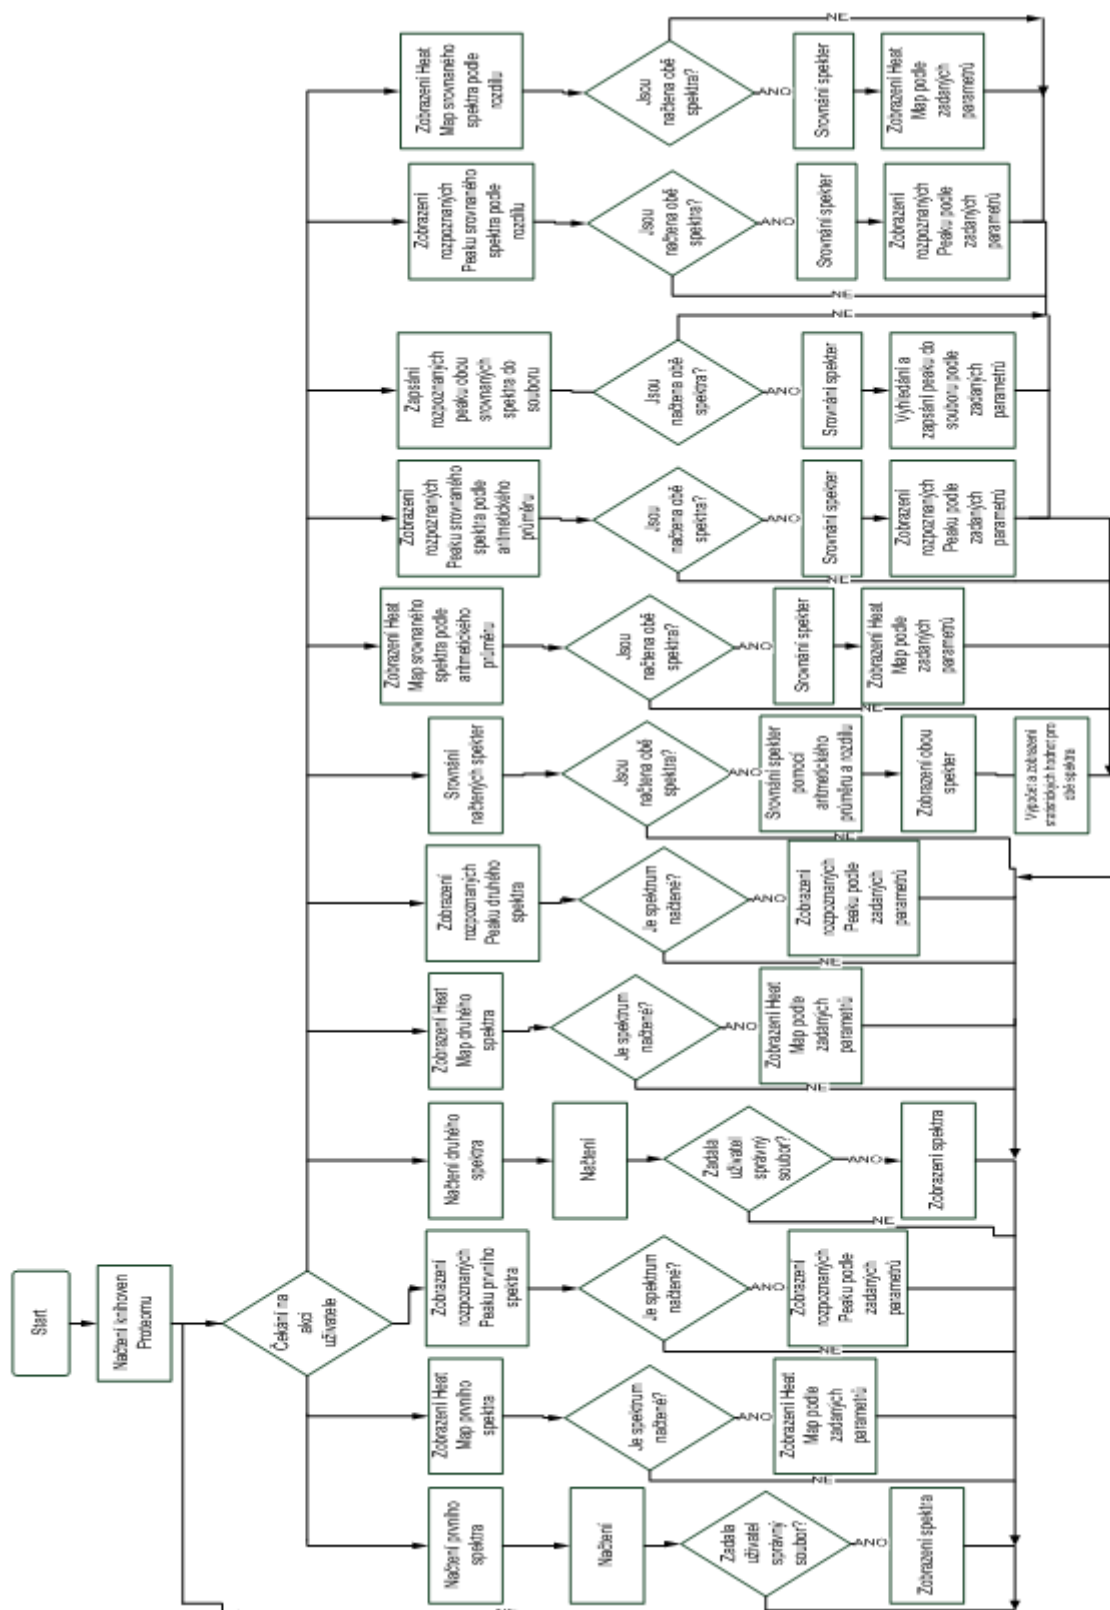 Start
Načtení knihoven
Proteomu
Čekání na
akci
uživatele
Načtení prvního
spektra
Načtení
Zadala
uživatel
správný
soubor?
ANO
Zobrazení spektra
NE
Zobrazení Heat
Map prvního
spektra
Je spektrum
načtené?
ANO
Zobrazení Heat
Map podle
zadaných
parametrů
NE
Zobrazení
rozpoznaných
Peaku prvního
spektra
Je spektrum
načtené?
ANO
Zobrazení
rozpoznaných
Peaku podle
zadaných
parametrů
NE
Načtení druhého
spektra
Načtení
Zadala
uživatel
správný
soubor?
ANO
Zobrazení spektra
NE
Zobrazení Heat
Map druhého
spektra
Je spektrum
načtené?
ANO
Zobrazení Heat
Map podle
zadaných
parametrů
NE
Zobrazení
rozpoznaných
Peaku druhého
spektra
Je spektrum
načtené?
ANO
Zobrazení
rozpoznaných
Peaku podle
zadaných
parametrů
NE
Srovnání
načtených spekter
Jsou
načtena obě
spektra?
ANO
Srovnání spekter
pomocí
aritmetického
průměru a rozdílu
Zobrazení obou
spekter
Výpočet a zobrazení
statistických hodnot pro
obě spektra
NE
Zobrazení Heat
Map srovnaného
spektra podle
aritmetického
průměru
Jsou
načtena obě
spektra?
ANO
Srovnání spekter
Zobrazení Heat
Map podle
zadaných
parametrů
NE
Zobrazení
rozpoznaných
Peaku srovnaného
spektra podle
aritmetického
průměru
Jsou
načtena obě
spektra?
ANO
Srovnání spekter
Zobrazení
rozpoznaných
Peaku podle
zadaných
parametrů
NE
Zapsání
rozpoznaných
peaku obou
srovnaných
spektra do
souboru
Jsou
načtena obě
spektra?
ANO
Srovnání spekter
Vyhledání a
zapsání peaku do
souboru podle
zadaných
parametrů
NE
Zobrazení
rozpoznaných
Peaku srovnaného
spektra podle
rozdílu
Jsou
načtena obě
spektra?
ANO
Srovnání spekter
Zobrazení
rozpoznaných
Peaku podle
zadaných
parametrů
NE
Zobrazení Heat
Map srovnaného
spektra podle
rozdílu
Jsou
načtena obě
spektra?
ANO
Srovnání spekter
Zobrazení Heat
Map podle
zadaných
parametrů
NE